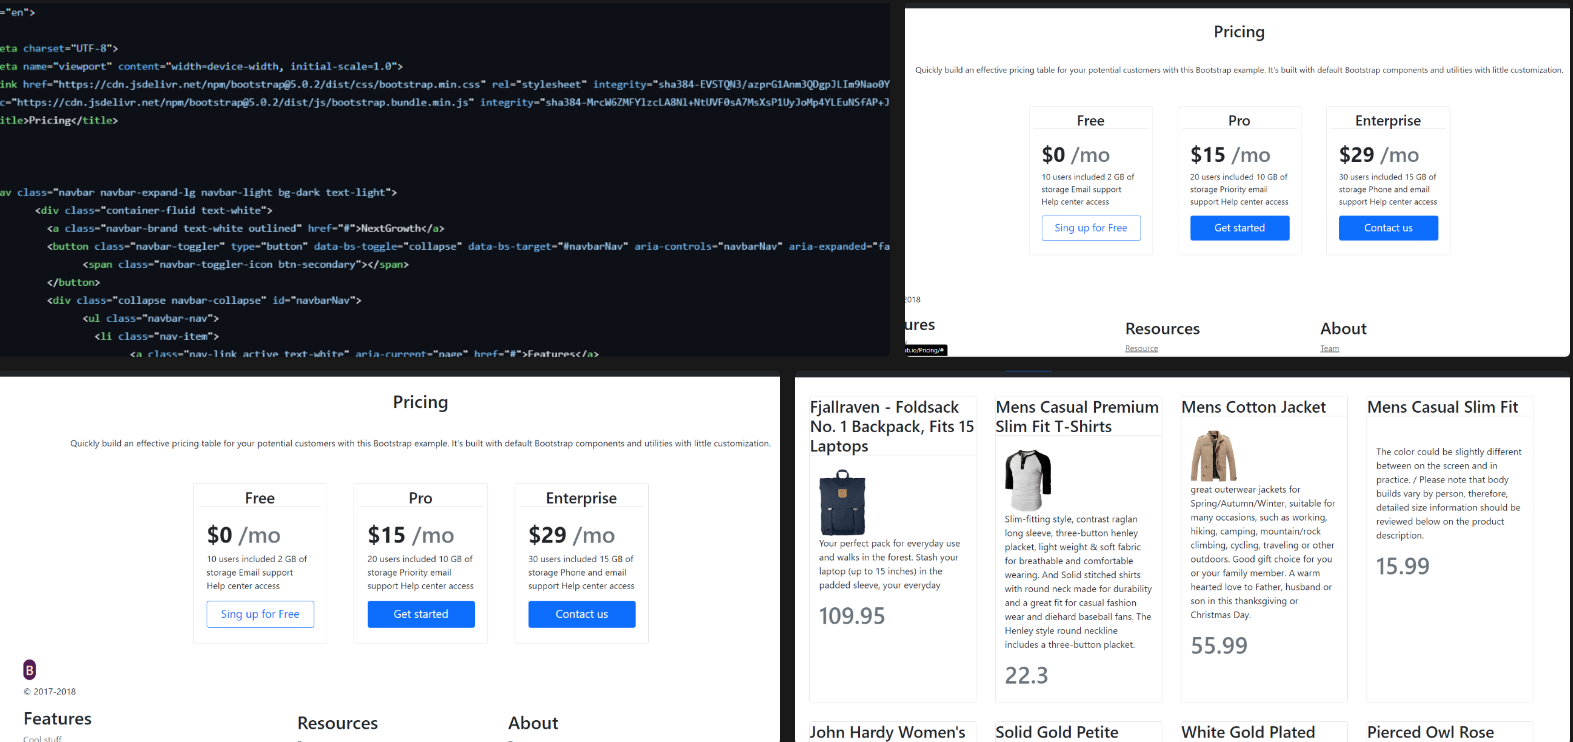 ="en">
eta charset="UTF-8">
eta name="viewport" content="width=device-width, initial-scale=1.0">
ink href="https://cdn.jsdelivr.net/npm/bootstrap@5.0.2/dist/css/bootstrap.min.css" rel="stylesheet" integrity="sha384-EVSTQN3/azprG1Anm3QDgpJLIm9Nao0Y
c="https://cdn.jsdelivr.net/npm/bootstrap@5.0.2/dist/js/bootstrap.bundle.min.js" integrity="sha384-MrcW6ZMFYlzcLA8Nl+NtUVF0sA7MsXsP1UyJoMp4YLEuNSfAP+J
itle>Pricing</title>
av class="navbar navbar-expand-lg navbar-light bg-dark text-light">
<div class="container-fluid text-white">
<a class="navbar-brand text-white outlined" href="#">NextGrowth</a>
<button class="navbar-toggler" type="button" data-bs-toggle="collapse" data-bs-target="#navbarNav" aria-controls="navbarNav" aria-expanded="fa
<span class="navbar-toggler-icon btn-secondary"></span>
</button>
<div class="collapse navbar-collapse" id="navbarNav">
<ul class="navbar-nav">
<li class="nav-item">
<a class="nav-link active text-white" aria-current="page" href="#">Features</a>
Pricing
Quickly build an effective pricing table for your potential customers with this Bootstrap example. It's built with default Bootstrap components and utilities with little customization.
Free
$0 /mo
10 users included 2 GB of
storage Email support
Help center access
Sing up for Free
Pro
$15 /mo
20 users included 10 GB of
storage Priority email
support Help center access
Get started
Enterprise
$29 /mo
30 users included 15 GB of
storage Phone and email
support Help center access
Contact us
2018
ures
ub.io/Pricing/#
Resources
Resource
About
Team
Pricing
Quickly build an effective pricing table for your potential customers with this Bootstrap example. It's built with default Bootstrap components and utilities with little customization.
Free
$0 /mo
10 users included 2 GB of
storage Email support
Help center access
Sing up for Free
Pro
$15 /mo
20 users included 10 GB of
storage Priority email
support Help center access
Get started
Enterprise
$29 /mo
30 users included 15 GB of
storage Phone and email
support Help center access
Contact us
B
© 2017-2018
Features
Cool stuff
Resources
About
Fjallraven - Foldsack
No. 1 Backpack, Fits 15
Laptops
Your perfect pack for everyday use
and walks in the forest. Stash your
laptop (up to 15 inches) in the
padded sleeve, your everyday
109.95
Mens Casual Premium
Slim Fit T-Shirts
Slim-fitting style, contrast raglan
long sleeve, three-button henley
placket, light weight & soft fabric
for breathable and comfortable
wearing. And Solid stitched shirts
with round neck made for durability
and a great fit for casual fashion
wear and diehard baseball fans. The
Henley style round neckline
includes a three-button placket.
22.3
Mens Cotton Jacket
great outerwear jackets for
Spring/Autumn/Winter, suitable for
many occasions, such as working,
hiking, camping, mountain/rock
climbing, cycling, traveling or other
outdoors. Good gift choice for you
or your family member. A warm
hearted love to Father, husband or
son in this thanksgiving or
Christmas Day.
55.99
Mens Casual Slim Fit
The color could be slightly different
between on the screen and in
practice. / Please note that body
builds vary by person, therefore,
detailed size information should be
reviewed below on the product
description.
15.99
John Hardy Women's
Solid Gold Petite
White Gold Plated
Pierced Owl Rose